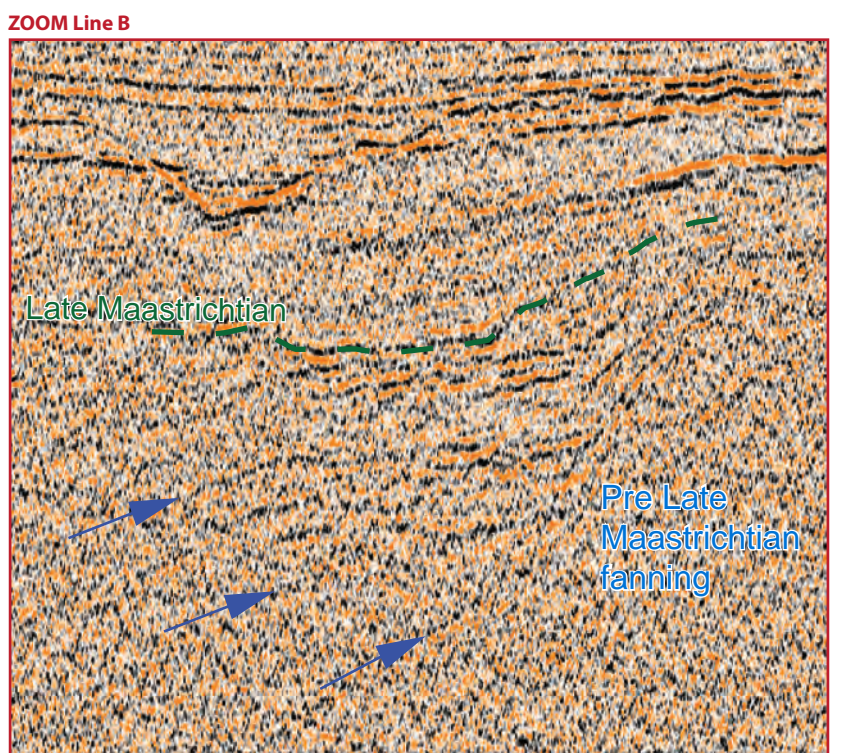 ZOOM Line B
Late Maastrichtian
Pre Late
Maastrichtian
fanning